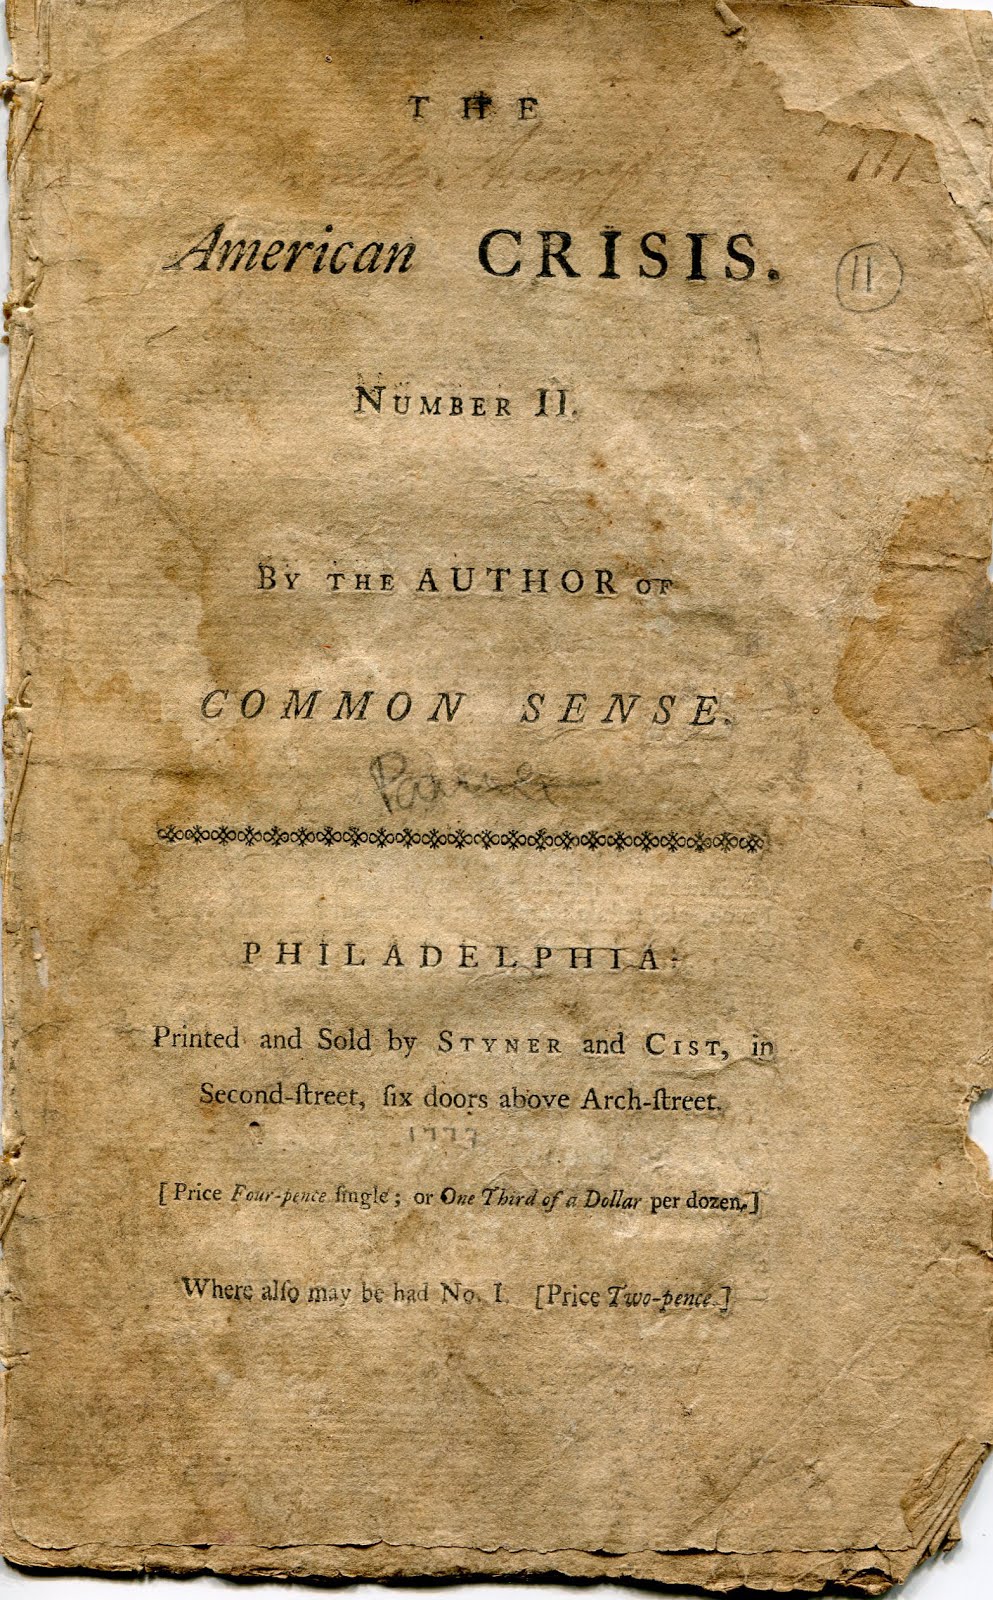 THE
111
American CRISIS.
11.
NUMBER II.
BY THE AUTHOR OF
COMMON SENSE.
PHILADELPHIA:
Printed and Sold by STYNER and CIST, in
Second-ſtreet, ſix doors above Arch-ſtreet.
1777
[Price Four-pence ſingle; or One Third of a Dollar per dozen.]
Where alſo may be had No. I. [Price Two-pence.]